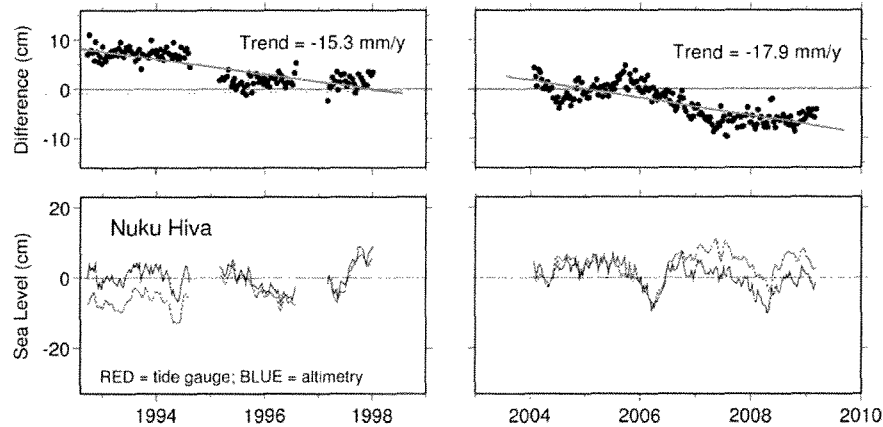 Difference (cm)
10
0
-10
Trend = -15.3 mm/y
Trend = -17.9 mm/y
Sea Level (cm)
20
0
-20
Nuku Hiva
RED = tide gauge; BLUE = altimetry
1994 1996 1998
2004 2006 2008 2010